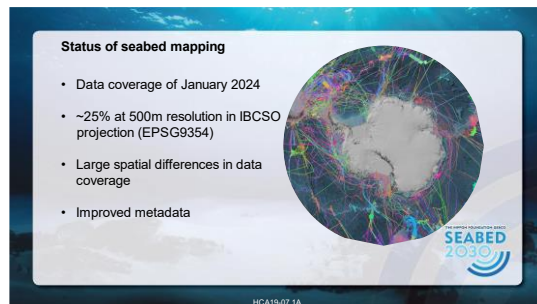 Status of seabed mapping
• Data coverage of January 2024
• ~25% at 500m resolution in IBCSO
projection (EPSG9354)
• Large spatial differences in data
coverage
• Improved metadata
THE NIPPON FOUNDATION-GEBCO
SEABED
2030
HCA19-07.1A